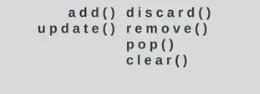 add() discard()
update() remove()
pop()
clear()